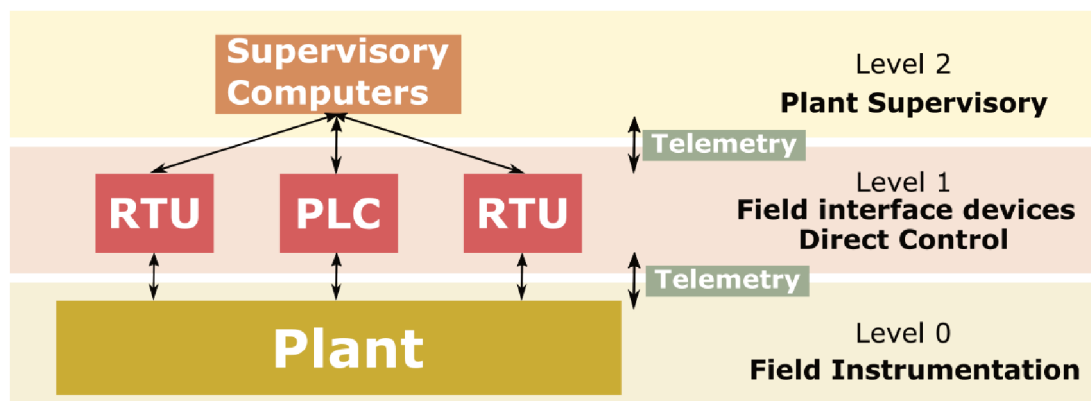 Supervisory
Computers
Level 2
Plant Supervisory
Telemetry
RTU
PLC
RTU
Level 1
Field interface devices
Direct Control
Telemetry
Plant
Level 0
Field Instrumentation